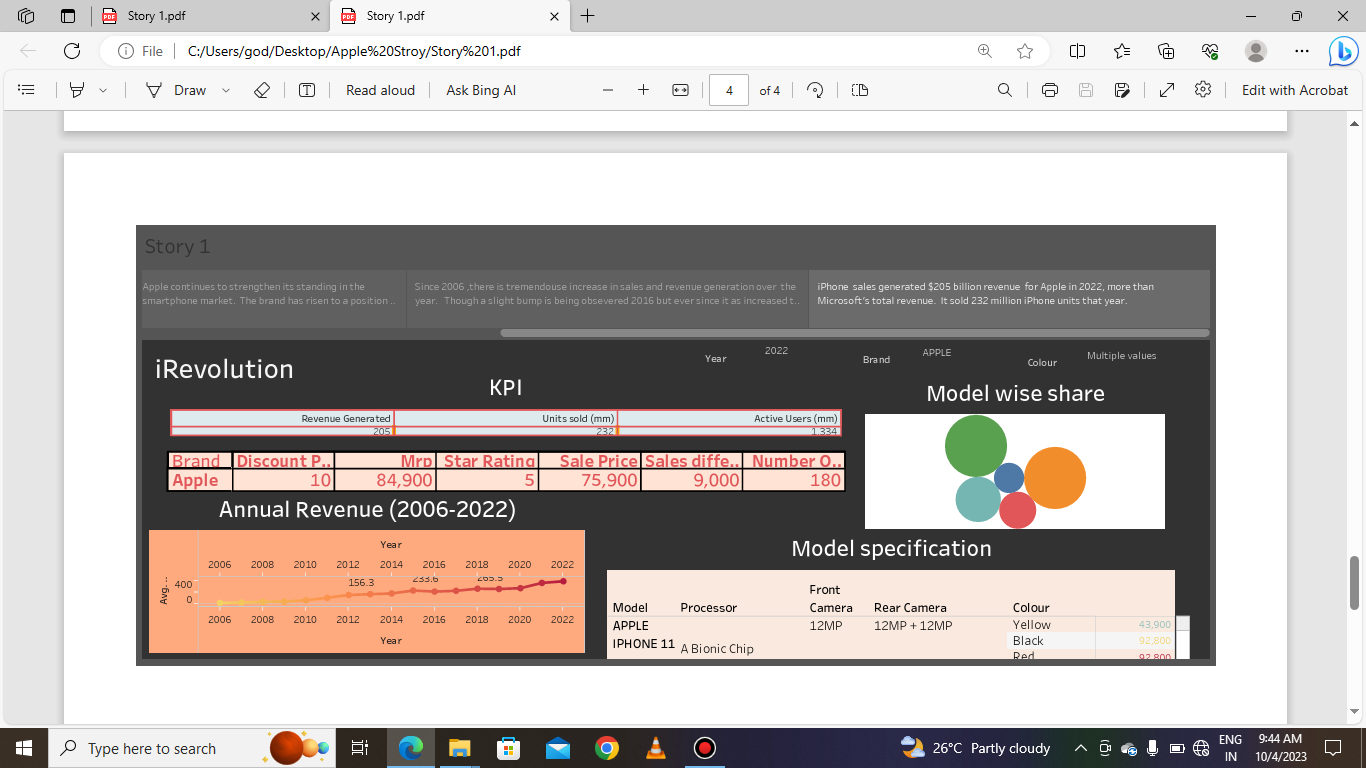 Story 1.pdf
Story 1.pdf
File
C:/Users/god/Desktop/Apple%20Stroy/Story%201.pdf
Draw
Read aloud
Ask Bing AI
4
of 4
Edit with Acrobat
Story 1
Apple continues to strengthen its standing in the
smartphone market. The brand has risen to a position ..
Since 2006 ,there is tremendouse increase in sales and revenue generation over the
year. Though a slight bump is being obsevered 2016 but ever since it as increased t..
iPhone sales generated $205 billion revenue for Apple in 2022, more than
Microsoft's total revenue. It sold 232 million iPhone units that year.
iRevolution
Year 2022
Brand APPLE
Colour Multiple values
KPI
Revenue Generated Units sold (mm) Active Users (mm)
205 232 1.334
Brand Discount P.. Mrp Star Rating Sale Price Sales diffe.. Number O..
Apple 10 84,900 5 75,900 9,000 180
Model wise share
Annual Revenue (2006-2022)
Year
2006 2008 2010 2012 2014 2016 2018 2020 2022
Avg. ..
400
0
156.3 233.6 265.5
2006 2008 2010 2012 2014 2016 2018 2020 2022
Year
Model specification
Model Processor Front Camera Rear Camera Colour
APPLE IPHONE 11 A Bionic Chip 12MP 12MP + 12MP
Yellow 43,900
Black 92,800
Red 92,800
Type here to search
26°C Partly cloudy
ENG
IN
9:44 AM
10/4/2023